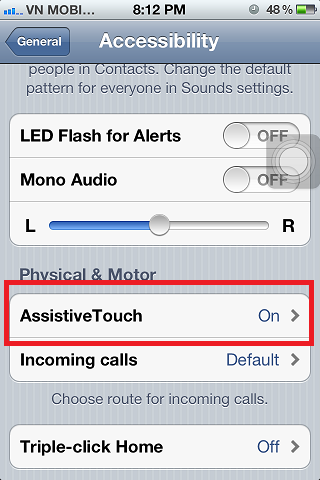 VN MOBI... 8:12 PM 48%
General Accessibility
people in Contacts. Change the default
pattern for everyone in Sounds settings.
LED Flash for Alerts OFF
Mono Audio OFF
L R
Physical & Motor
AssistiveTouch On
Incoming calls Default
Choose route for incoming calls.
Triple-click Home Off